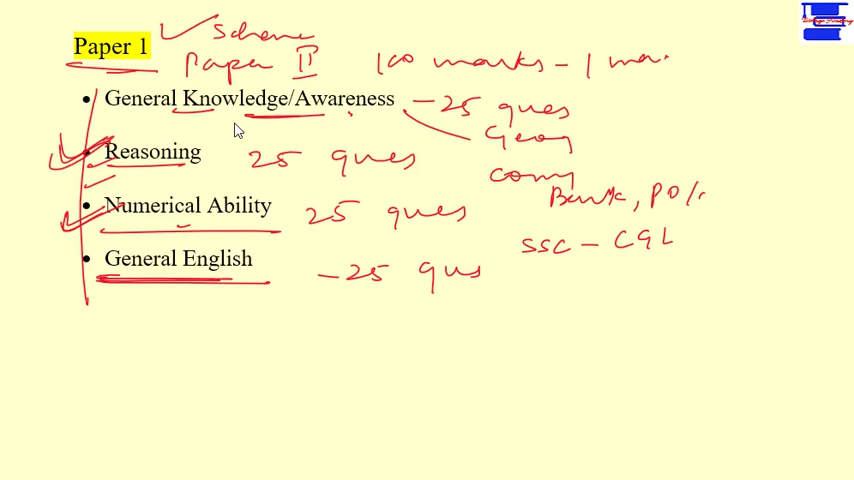 Scheme
Paper 1
Paper II 100 marks - 1 mar
• General Knowledge/Awareness - 25 ques
Geog
• Reasoning 25 ques
Bank, PO/
• Numerical Ability 25 ques
SSC - CGL
• General English - 25 ques